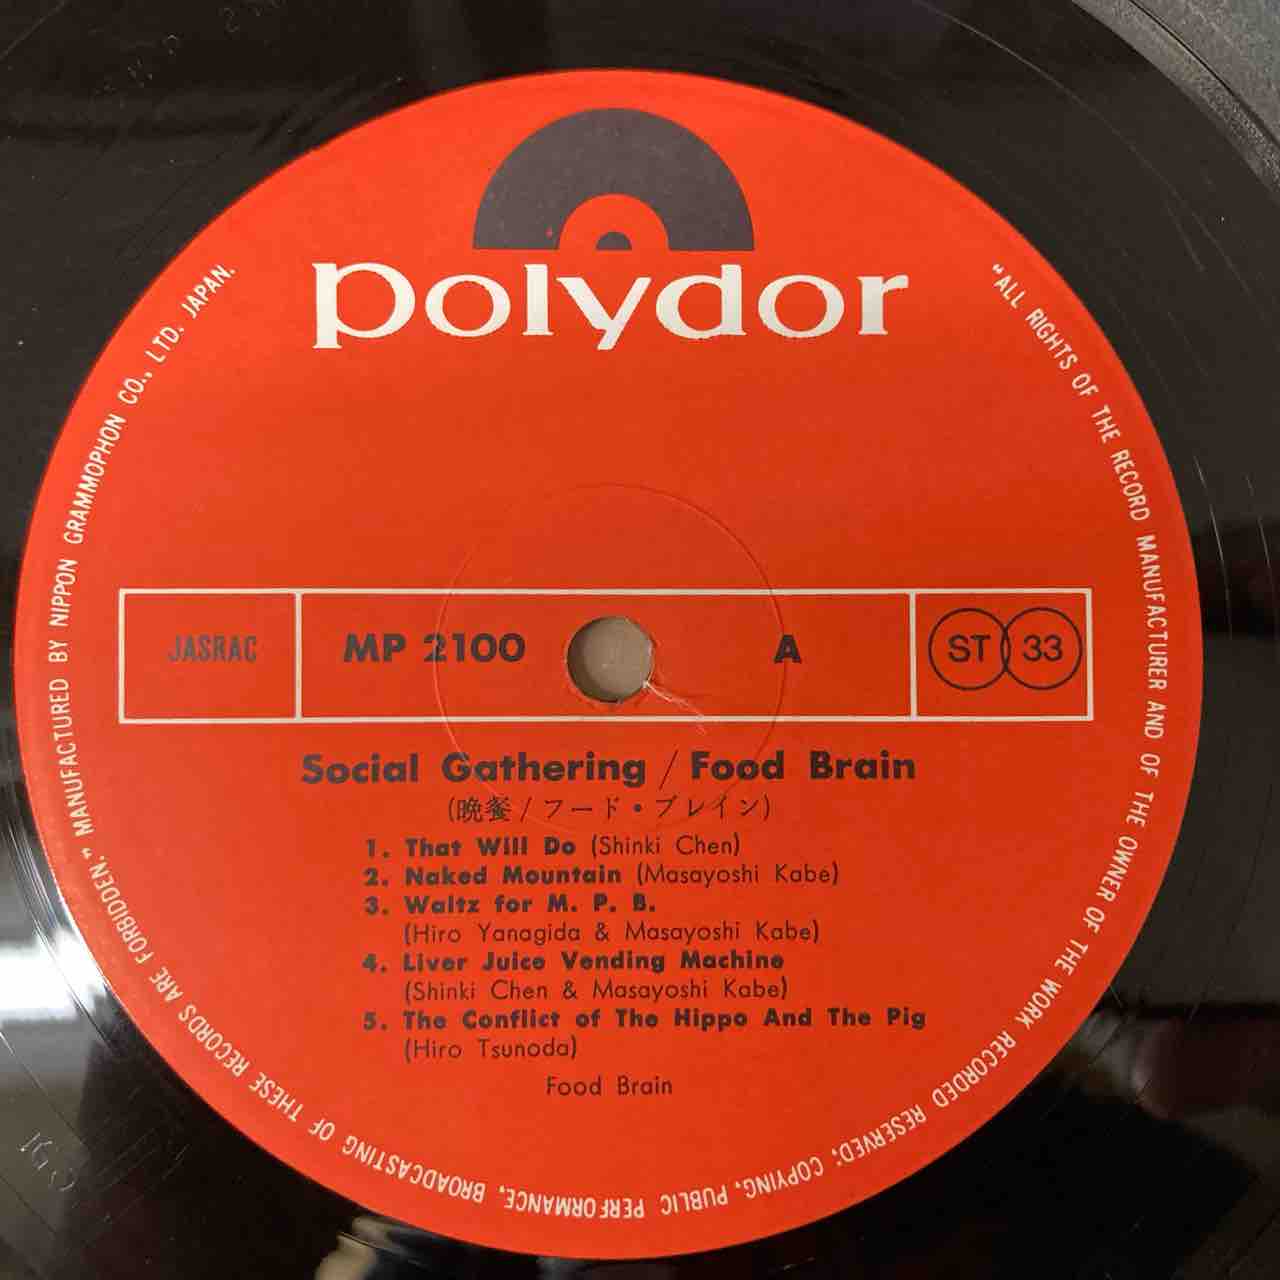 polydor
"ALL RIGHTS OF THE RECORD MANUFACTURER AND OF THE OWNER OF THE WORK RECORDED RESERVED; COPYING, PUBLIC PERFORMANCE, BROADCASTING OF THESE RECORDS ARE FORBIDDEN." MANUFACTURED BY NIPPON GRAMMOPHON CO., LTD. JAPAN.
JASRAC MP 2100 A ST 33
Social Gathering / Food Brain
(晩餐 / フード・ブレイン)
1. That Will Do (Shinki Chen)
2. Naked Mountain (Masayoshi Kabe)
3. Waltz for M. P. B.
(Hiro Yanagida & Masayoshi Kabe)
4. Liver Juice Vending Machine
(Shinki Chen & Masayoshi Kabe)
5. The Conflict of The Hippo And The Pig
(Hiro Tsunoda)
Food Brain